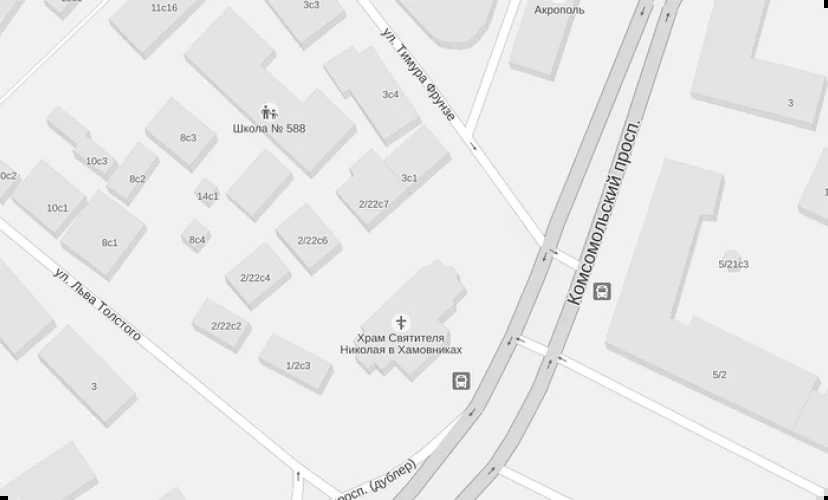 11с16
3с3
Акрополь
ул. Тимура Фрунзе
3с4
3
Школа № 588
8с3
10с3
8с2
3с1
14с1
2/22с7
10с1
8с1
8с4
2/22с6
Комсомольский просп.
5/21с3
2/22с4
ул. Льва Толстого
2/22с2
Храм Святителя
Николая в Хамовниках
1/2с3
5/2
3
росп. (дублер)